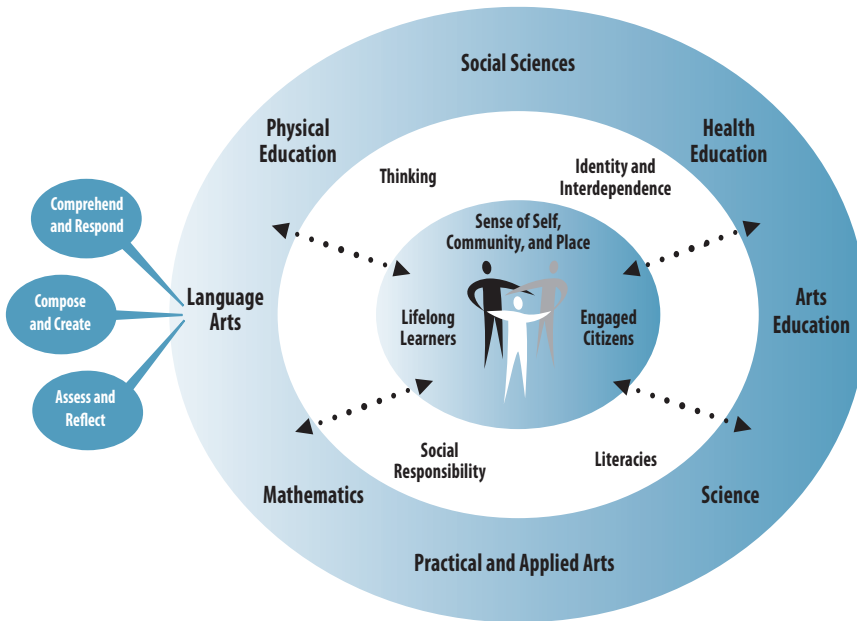 Social Sciences
Physical
Education
Health
Education
Thinking
Identity and
Interdependence
Comprehend
and Respond
Sense of Self,
Community, and Place
Compose
and Create
Language
Arts
Lifelong
Learners
Engaged
Citizens
Arts
Education
Assess and
Reflect
Social
Responsibility
Literacies
Mathematics
Science
Practical and Applied Arts